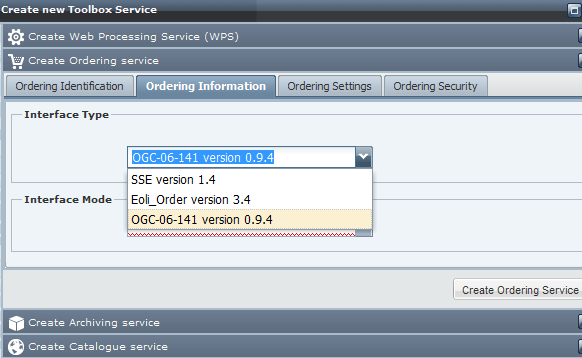 Create new Toolbox Service
Create Web Processing Service (WPS)
Create Ordering service
Ordering Identification
Ordering Information
Ordering Settings
Ordering Security
Interface Type
OGC-06-141 version 0.9.4
SSE version 1.4
Eoli_Order version 3.4
OGC-06-141 version 0.9.4
Interface Mode
Create Ordering Service
Create Archiving service
Create Catalogue service